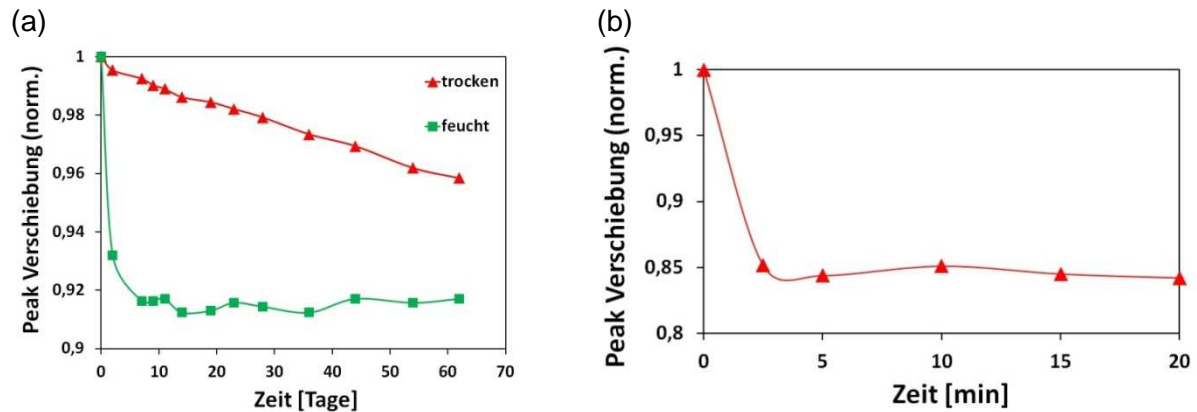 (a)
Peak Verschiebung (norm.)
1
0,98
0,96
0,94
0,92
0,9
0 10 20 30 40 50 60 70
Zeit [Tage]
trocken
feucht
(b)
Peak Verschiebung (norm.)
1
0,95
0,9
0,85
0,8
0 5 10 15 20
Zeit [min]